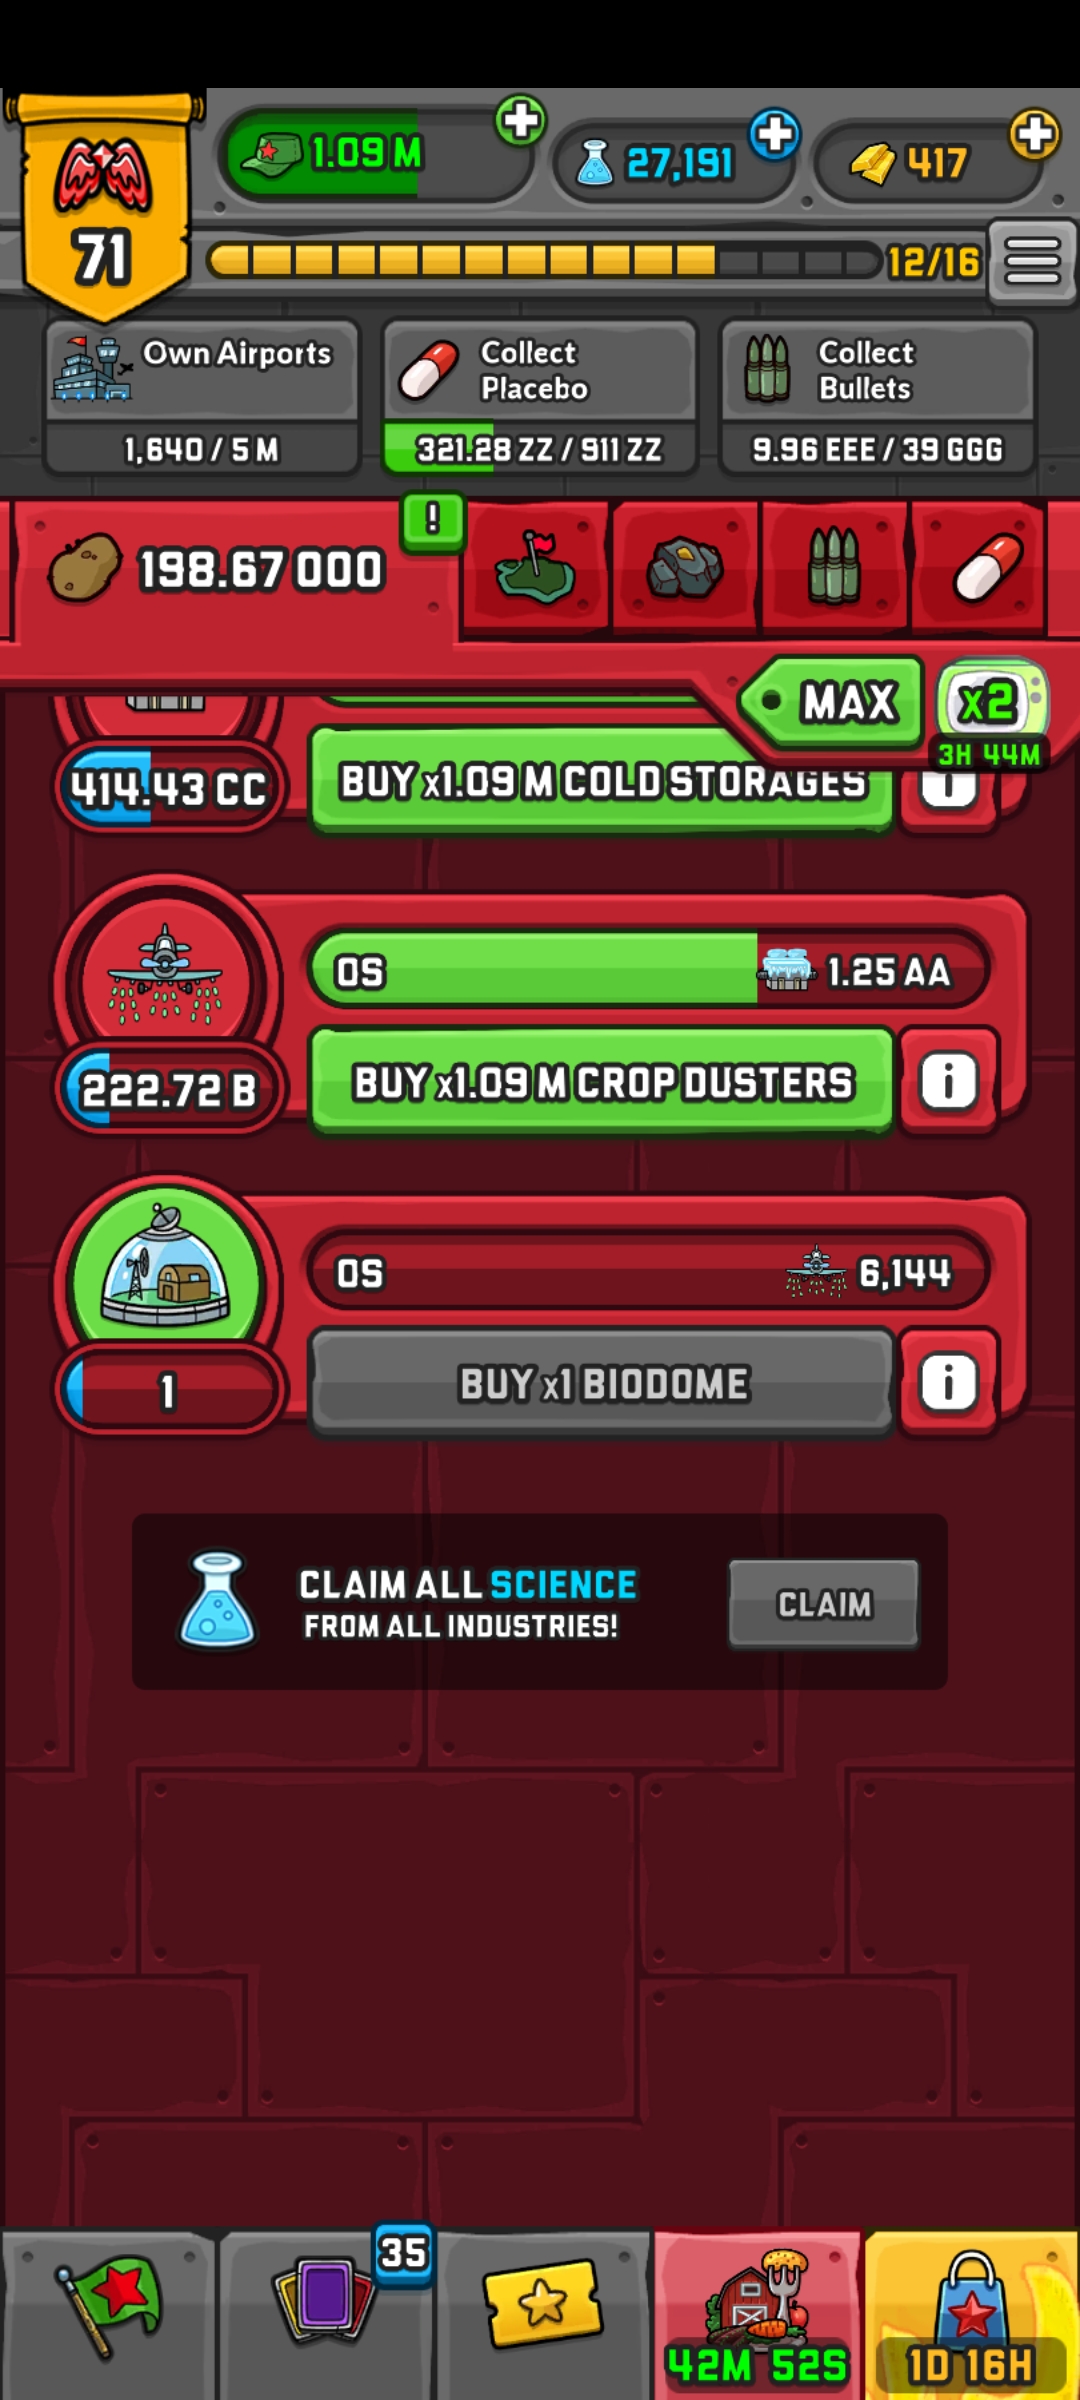 1.09 M
27,191
417
71
12/16
Own Airports
1,640 / 5 M
Collect
Placebo
321.28 ZZ / 911 ZZ
Collect
Bullets
9.96 EEE / 39 GGG
!
198.67 OOO
MAX
x2
3H 44M
414.43 CC
BUY x1.09 M COLD STORAGES
i
0S
1.25 AA
222.72 B
BUY x1.09 M CROP DUSTERS
i
0S
6,144
1
BUY x1 BIODOME
i
CLAIM ALL SCIENCE
FROM ALL INDUSTRIES!
CLAIM
35
42M 52S
1D 16H